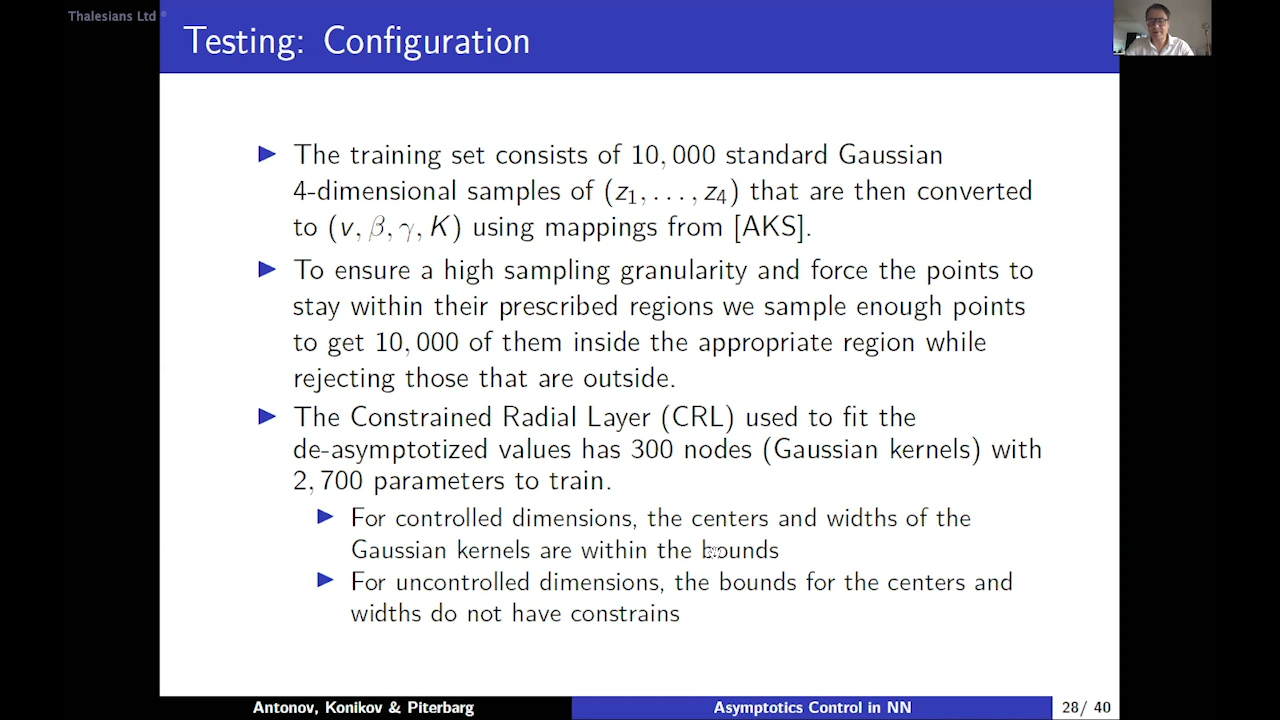 Thalesians Ltd ©
Testing: Configuration
The training set consists of 10,000 standard Gaussian
4-dimensional samples of (z₁, . . . , z₄) that are then converted
to (v, β, γ, K) using mappings from [AKS].
To ensure a high sampling granularity and force the points to
stay within their prescribed regions we sample enough points
to get 10,000 of them inside the appropriate region while
rejecting those that are outside.
The Constrained Radial Layer (CRL) used to fit the
de-asymptotized values has 300 nodes (Gaussian kernels) with
2,700 parameters to train.
For controlled dimensions, the centers and widths of the
Gaussian kernels are within the bounds
For uncontrolled dimensions, the bounds for the centers and
widths do not have constrains
Antonov, Konikov & Piterbarg
Asymptotics Control in NN
28/ 40